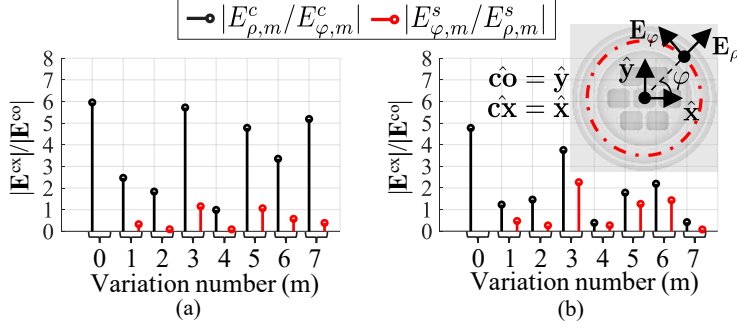 |E^c_{ρ,m}/E^c_{φ,m}| |E^s_{φ,m}/E^s_{ρ,m}|
8
7
6
5
4
3
2
1
0
|E^{cx}|/|E^{co}|
0 1 2 3 4 5 6 7
Variation number (m)
(a)
8
7
6
5
4
3
2
1
0
|E^{cx}|/|E^{co}|
E_φ E_ρ
ĉo = ŷ
ĉx = x̂
ŷ φ x̂
0 1 2 3 4 5 6 7
Variation number (m)
(b)